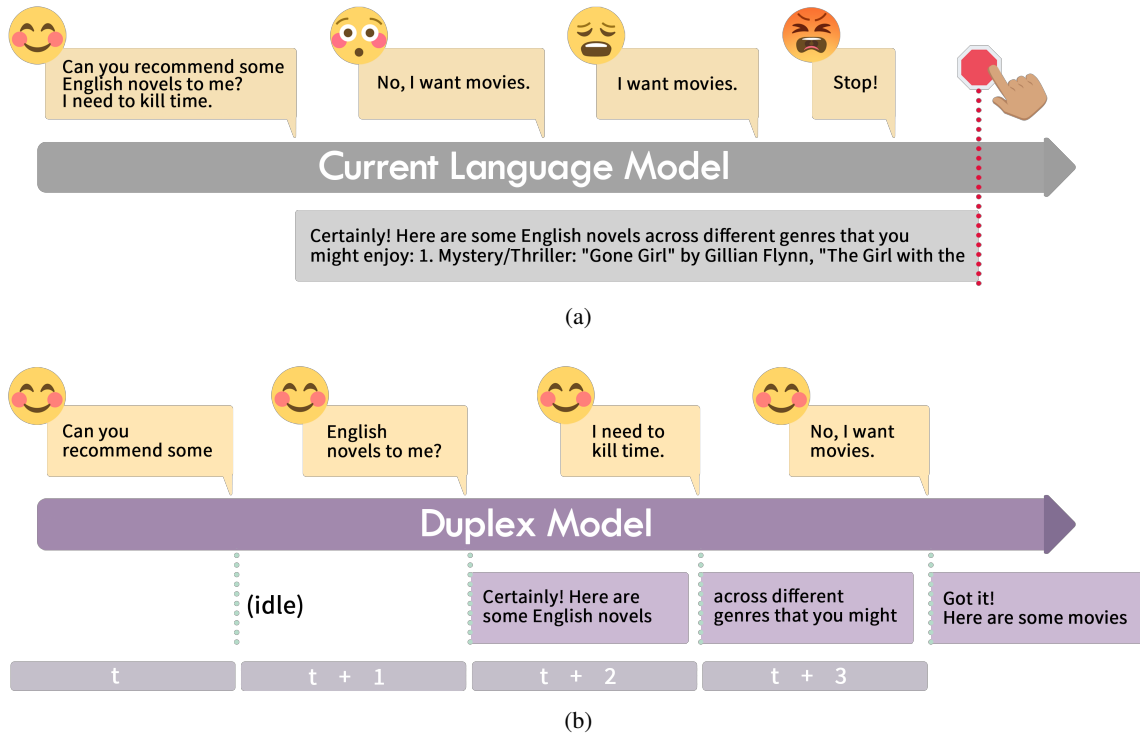 Can you recommend some
English novels to me?
I need to kill time.
No, I want movies.
I want movies.
Stop!
Current Language Model
Certainly! Here are some English novels across different genres that you
might enjoy: 1. Mystery/Thriller: "Gone Girl" by Gillian Flynn, "The Girl with the
(a)
Can you
recommend some
English
novels to me?
I need to
kill time.
No, I want
movies.
Duplex Model
(idle)
Certainly! Here are
some English novels
across different
genres that you might
Got it!
Here are some movies
t
t + 1
t + 2
t + 3
(b)